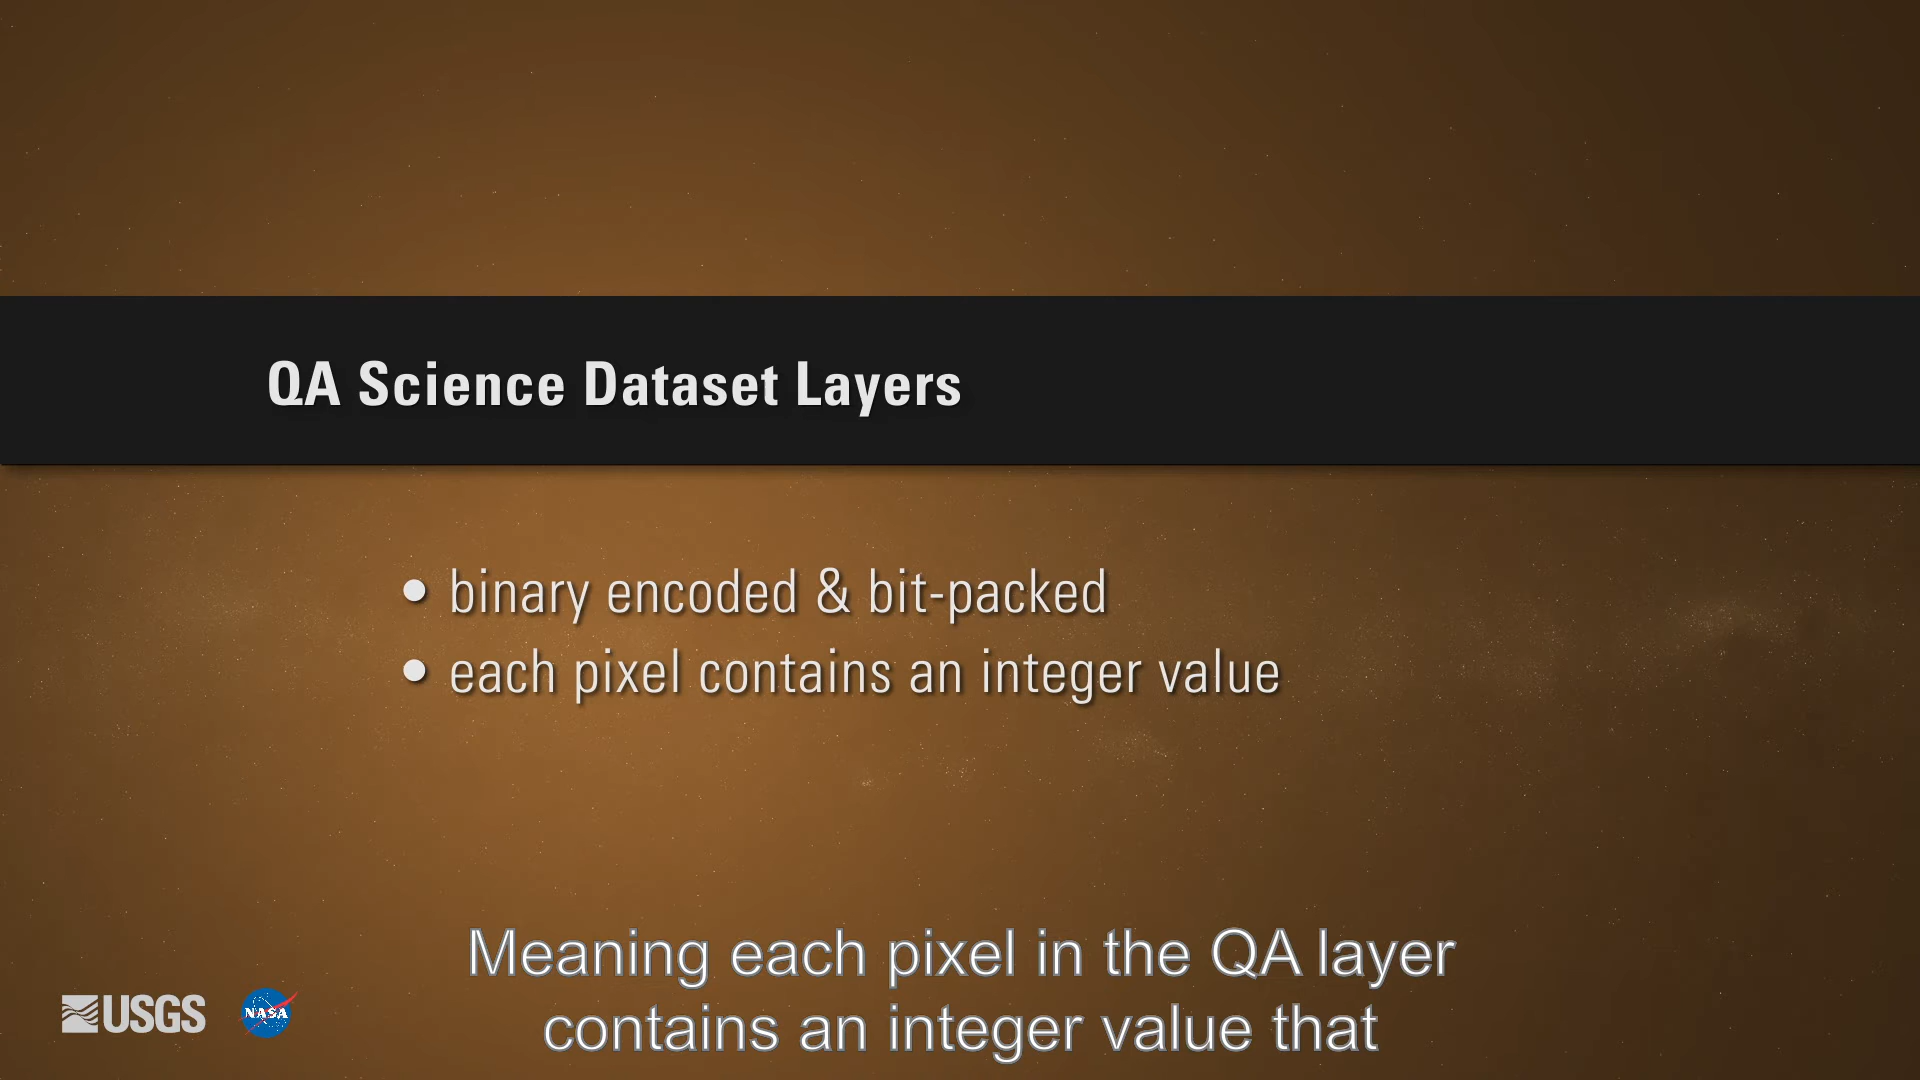 QA Science Dataset Layers
• binary encoded & bit-packed
• each pixel contains an integer value
Meaning each pixel in the QA layer
contains an integer value that
USGS
NASA